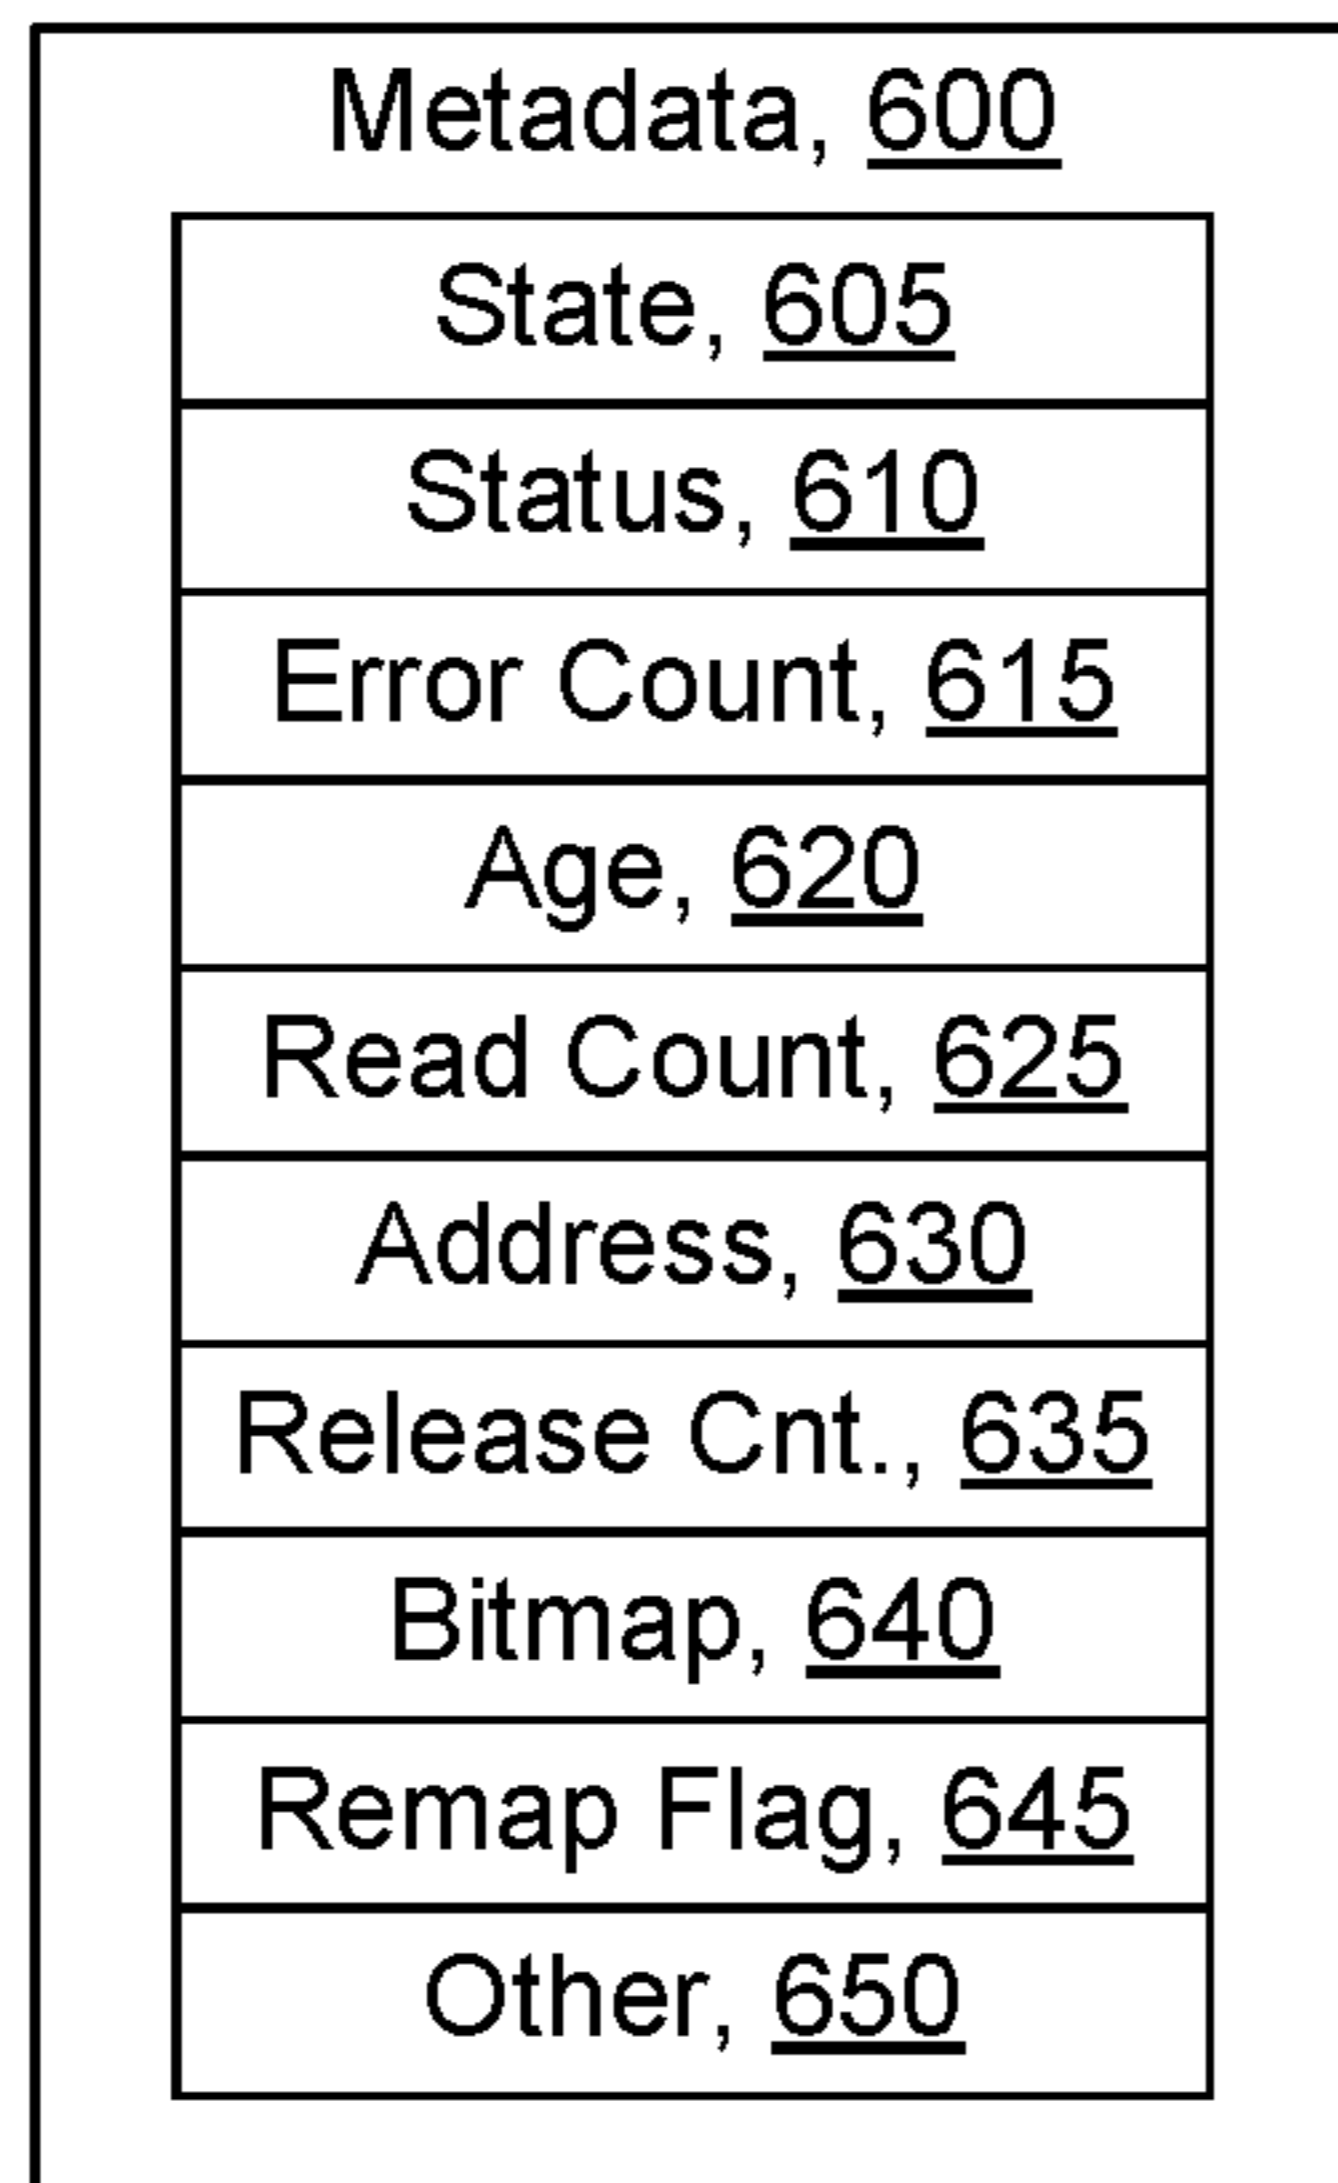 Metadata, 600
State, 605
Status, 610
Error Count, 615
Age, 620
Read Count, 625
Address, 630
Release Cnt., 635
Bitmap, 640
Remap Flag, 645
Other, 650